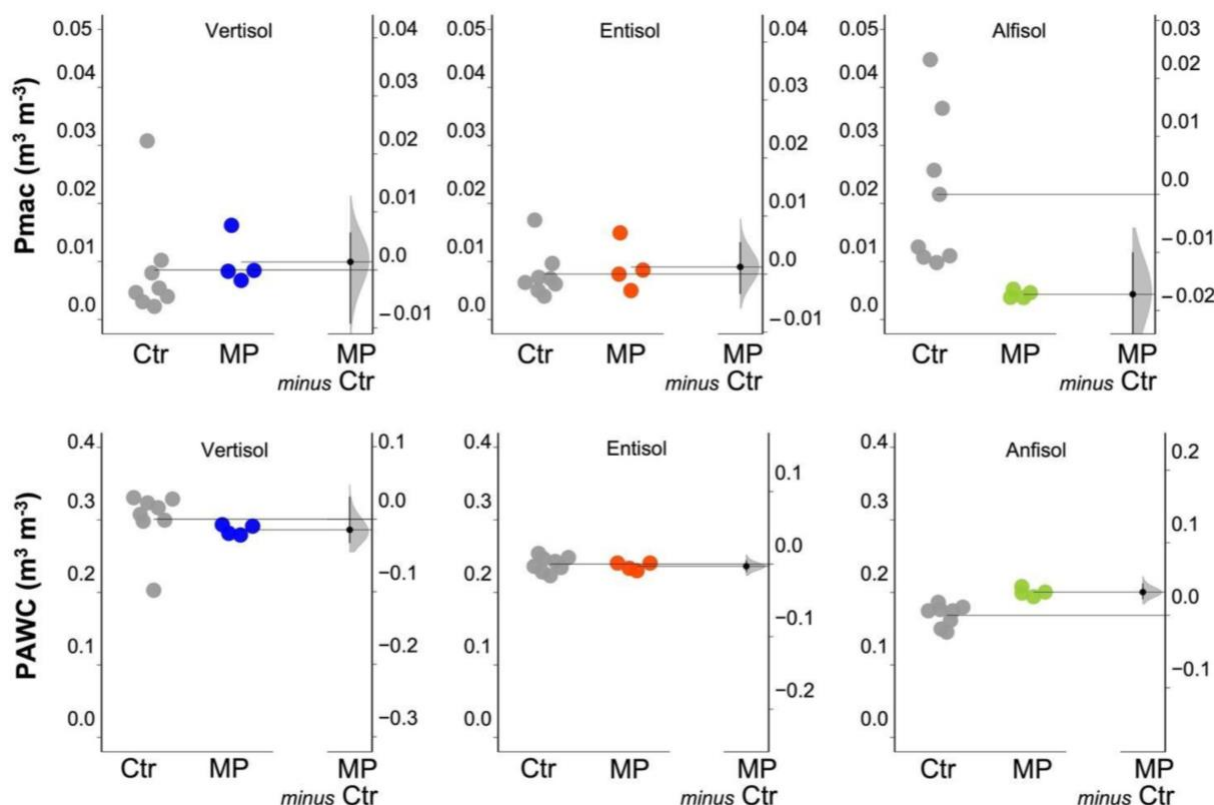 Pmac (m³ m⁻³)
Vertisol
0.05
0.04
0.03
0.02
0.01
0.0
0.04
0.03
0.02
0.01
0.0
−0.01
Ctr
MP
MP
minus Ctr
Entisol
0.05
0.04
0.03
0.02
0.01
0.0
0.04
0.03
0.02
0.01
0.0
−0.01
Ctr
MP
MP
minus Ctr
Alfisol
0.05
0.04
0.03
0.02
0.01
0.0
0.03
0.02
0.01
0.0
−0.01
−0.02
Ctr
MP
MP
minus Ctr
PAWC (m³ m⁻³)
Vertisol
0.4
0.3
0.2
0.1
0.0
0.1
0.0
−0.1
−0.2
−0.3
Ctr
MP
MP
minus Ctr
Entisol
0.4
0.3
0.2
0.1
0.0
0.1
0.0
−0.1
−0.2
Ctr
MP
MP
minus Ctr
Anfisol
0.4
0.3
0.2
0.1
0.0
0.2
0.1
0.0
−0.1
Ctr
MP
MP
minus Ctr